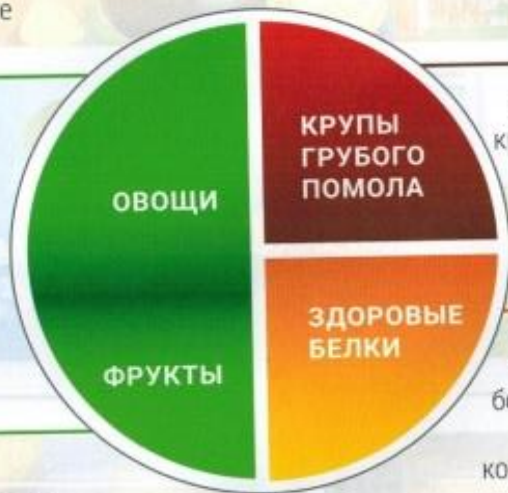 ОВОЩИ
ФРУКТЫ
КРУПЫ
ГРУБОГО
ПОМОЛА
ЗДОРОВЫЕ
БЕЛКИ